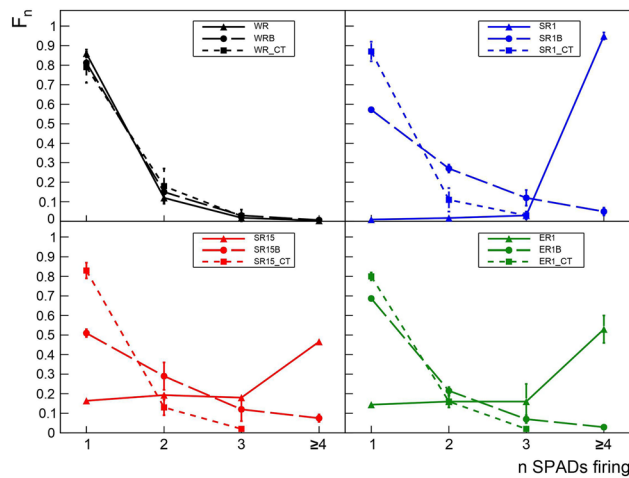 Fn
WR
WRB
WR_CT
SR1
SR1B
SR1_CT
1
0.9
0.8
0.7
0.6
0.5
0.4
0.3
0.2
0.1
0
SR15
SR15B
SR15_CT
ER1
ER1B
ER1_CT
0.9
0.8
0.7
0.6
0.5
0.4
0.3
0.2
0.1
0
1 2 3 ≥4 1 2 3 ≥4
n SPADs firing